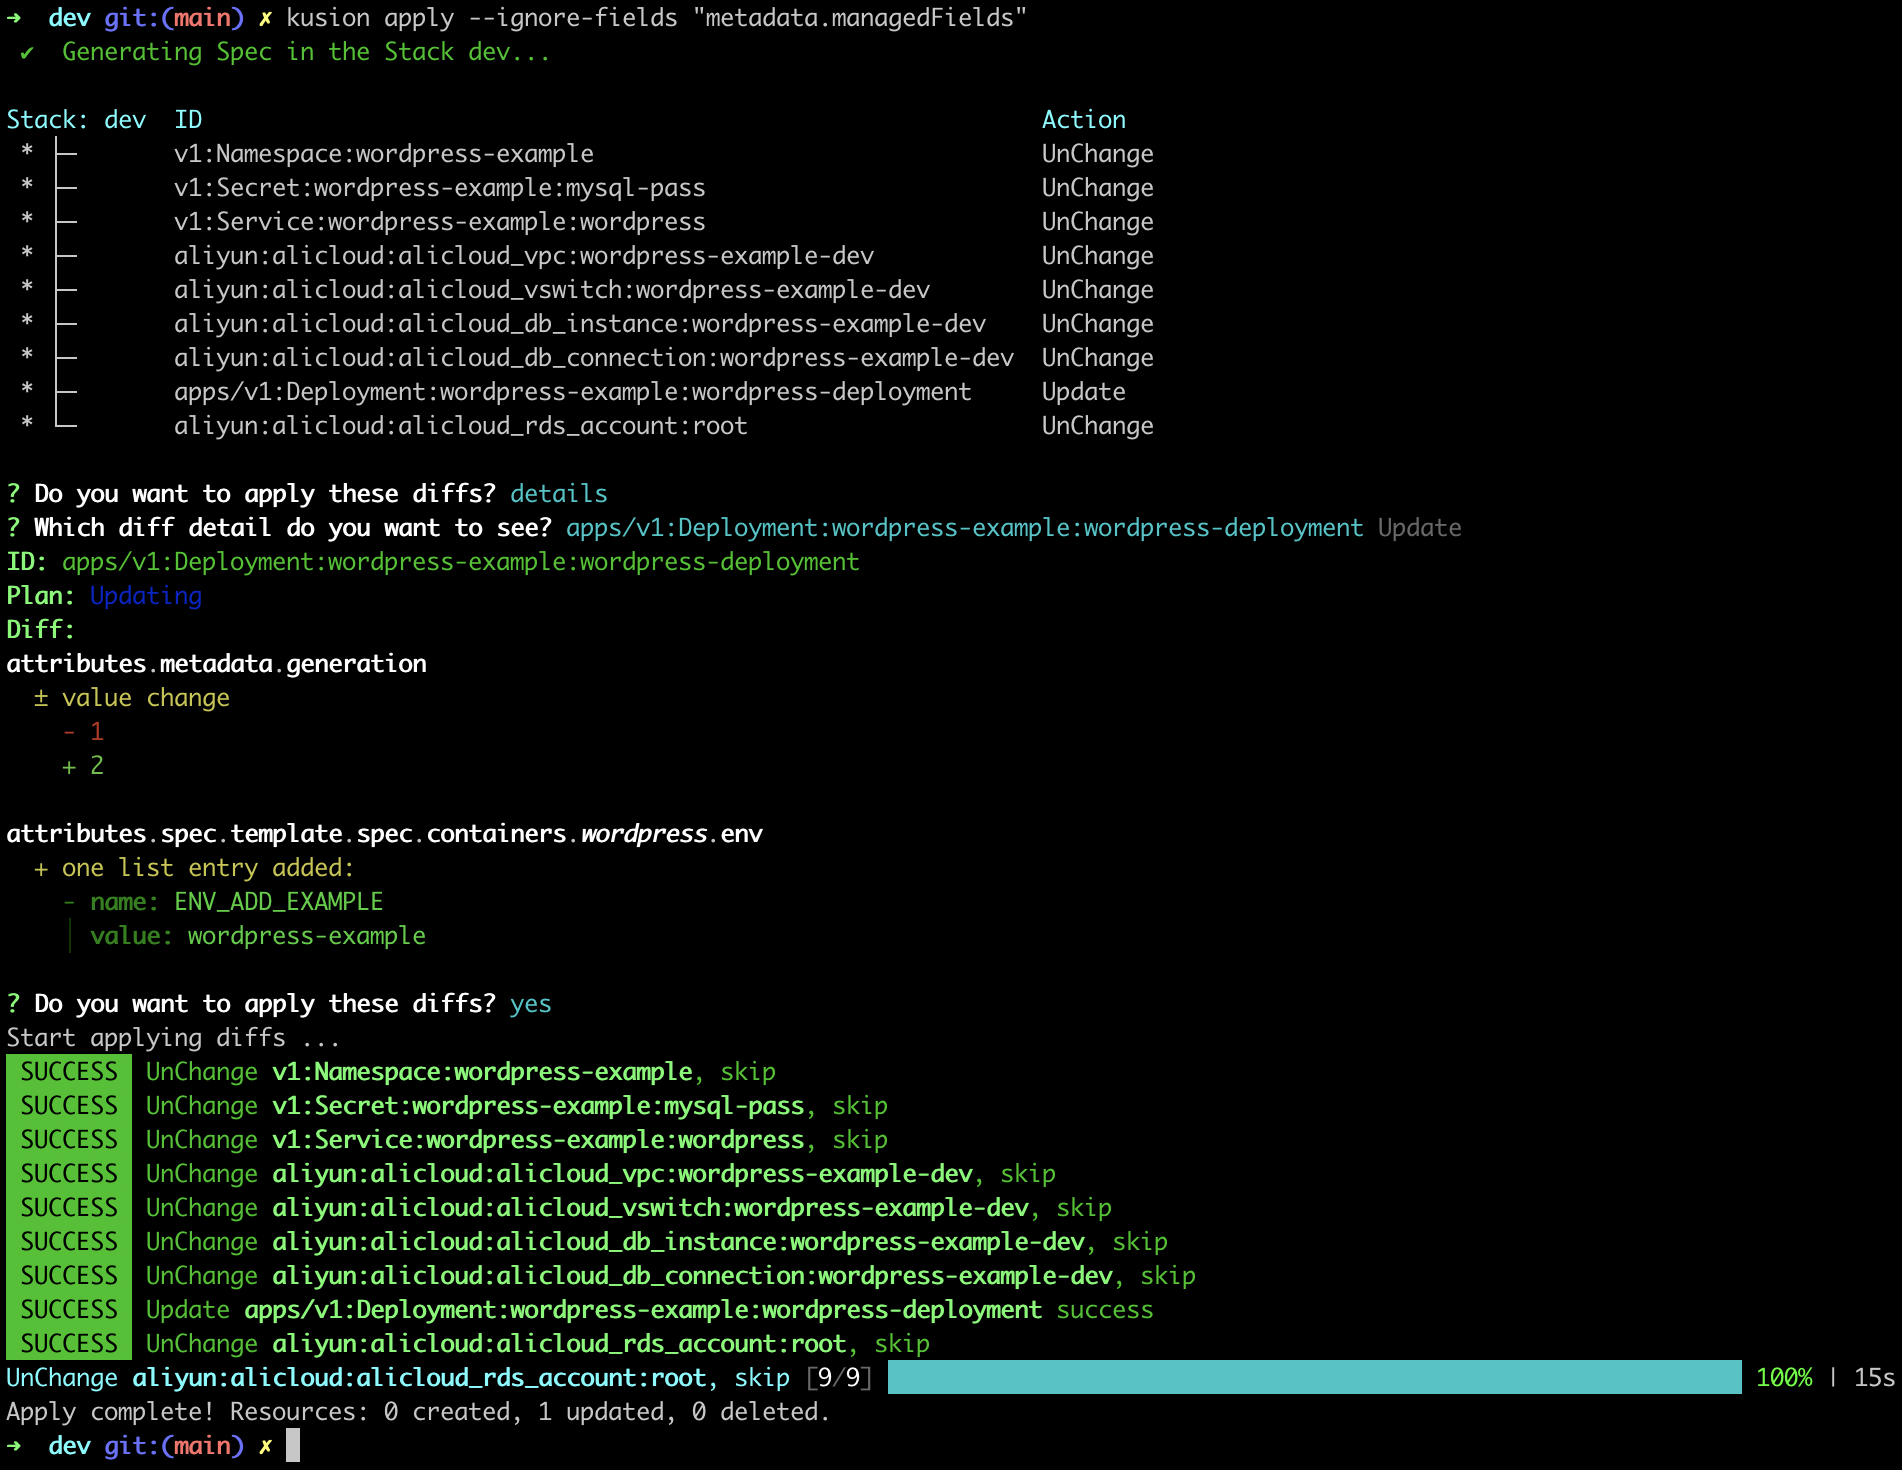 ➜  dev git:(main) ✗ kusion apply --ignore-fields "metadata.managedFields"
 ✔  Generating Spec in the Stack dev...
Stack: dev  ID                                                           Action
 * ├─       v1:Namespace:wordpress-example                               UnChange
 * ├─       v1:Secret:wordpress-example:mysql-pass                       UnChange
 * ├─       v1:Service:wordpress-example:wordpress                       UnChange
 * ├─       aliyun:alicloud:alicloud_vpc:wordpress-example-dev           UnChange
 * ├─       aliyun:alicloud:alicloud_vswitch:wordpress-example-dev       UnChange
 * ├─       aliyun:alicloud:alicloud_db_instance:wordpress-example-dev   UnChange
 * ├─       aliyun:alicloud:alicloud_db_connection:wordpress-example-dev UnChange
 * ├─       apps/v1:Deployment:wordpress-example:wordpress-deployment    Update
 * └─       aliyun:alicloud:alicloud_rds_account:root                    UnChange
? Do you want to apply these diffs? details
? Which diff detail do you want to see? apps/v1:Deployment:wordpress-example:wordpress-deployment Update
ID: apps/v1:Deployment:wordpress-example:wordpress-deployment
Plan: Updating
Diff:
attributes.metadata.generation
  ± value change
    - 1
    + 2
attributes.spec.template.spec.containers.wordpress.env
  + one list entry added:
    - name: ENV_ADD_EXAMPLE
    │ value: wordpress-example
? Do you want to apply these diffs? yes
Start applying diffs ...
 SUCCESS  UnChange v1:Namespace:wordpress-example, skip
 SUCCESS  UnChange v1:Secret:wordpress-example:mysql-pass, skip
 SUCCESS  UnChange v1:Service:wordpress-example:wordpress, skip
 SUCCESS  UnChange aliyun:alicloud:alicloud_vpc:wordpress-example-dev, skip
 SUCCESS  UnChange aliyun:alicloud:alicloud_vswitch:wordpress-example-dev, skip
 SUCCESS  UnChange aliyun:alicloud:alicloud_db_instance:wordpress-example-dev, skip
 SUCCESS  UnChange aliyun:alicloud:alicloud_db_connection:wordpress-example-dev, skip
 SUCCESS  Update apps/v1:Deployment:wordpress-example:wordpress-deployment success
 SUCCESS  UnChange aliyun:alicloud:alicloud_rds_account:root, skip
UnChange aliyun:alicloud:alicloud_rds_account:root, skip [9/9] 100% | 15s
Apply complete! Resources: 0 created, 1 updated, 0 deleted.
➜  dev git:(main) ✗